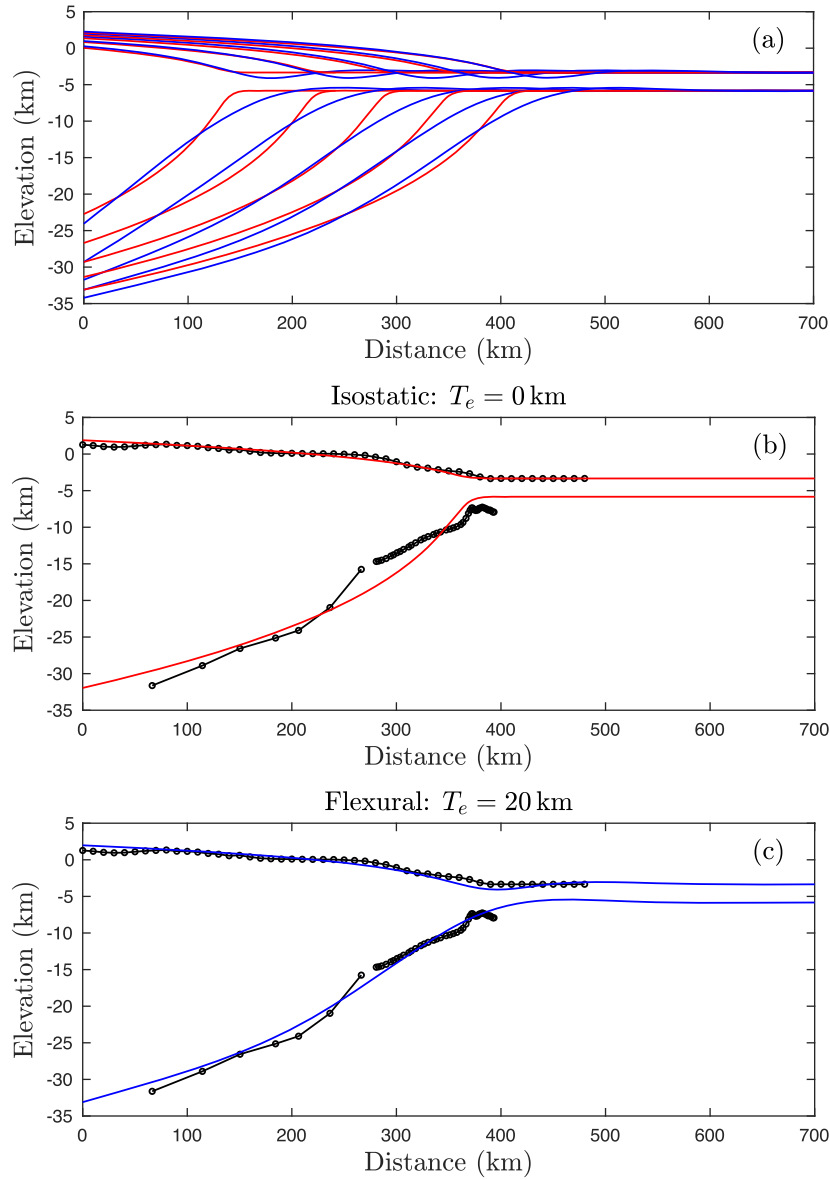 5
0
-5
-10
-15
-20
-25
-30
-35
Elevation (km)
(a)
0 100 200 300 400 500 600 700
Distance (km)
Isostatic: Tₑ = 0 km
5
0
-5
-10
-15
-20
-25
-30
-35
Elevation (km)
(b)
0 100 200 300 400 500 600 700
Distance (km)
Flexural: Tₑ = 20 km
5
0
-5
-10
-15
-20
-25
-30
-35
Elevation (km)
(c)
0 100 200 300 400 500 600 700
Distance (km)